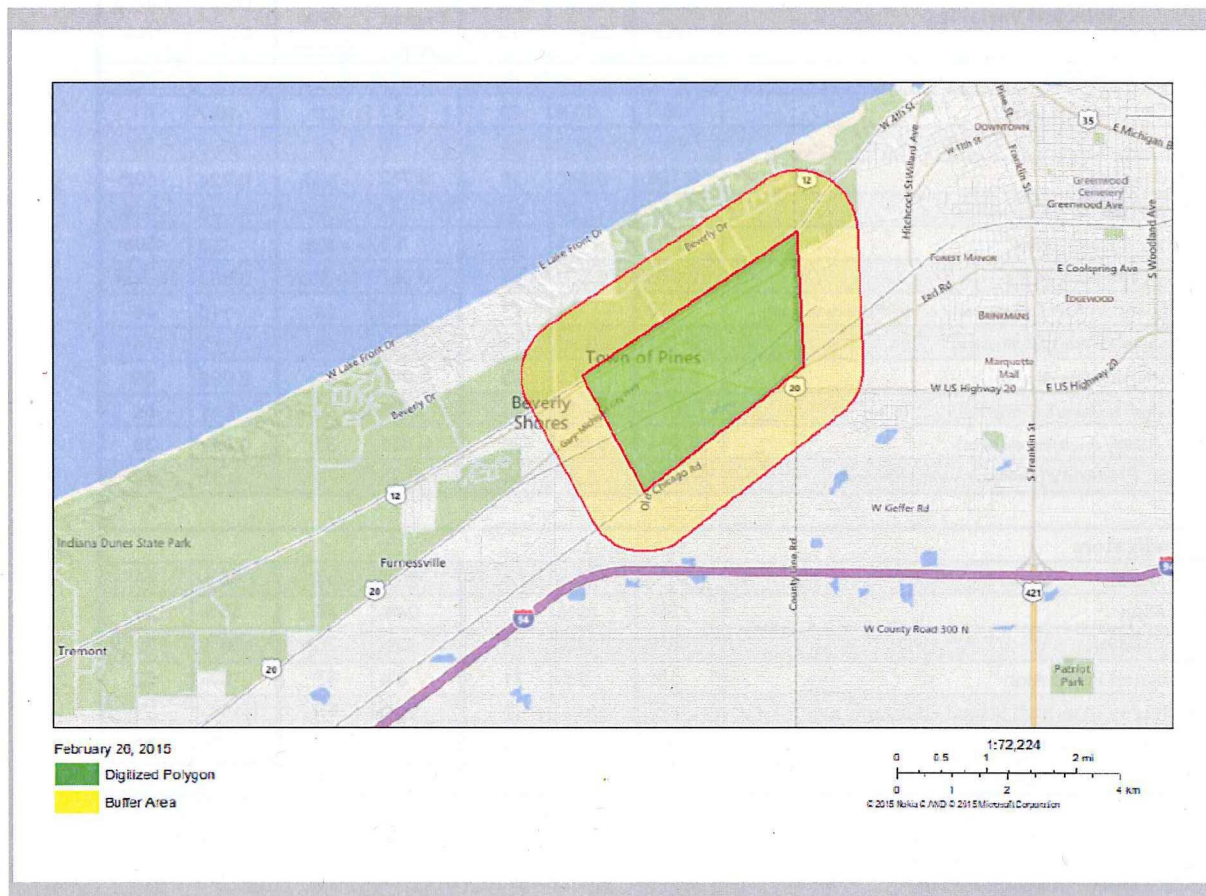 W 4th St
Pine St
35
E Michigan B
DOWNTOWN
W 11th St
Franklin St
Hitchcock St
Willard Ave
12
Greenwood
Cemetery
Greenwood Ave
S Woodland Ave
Beverly Dr
E Lake Front Dr
FOREST MANOR
E Coolspring Ave
Earl Rd
EDGEWOOD
BRINKMANS
W Lake Front Dr
Town of Pines
Marquette
Mall
20
W US Highway 20
E US Highway 20
Beverly Dr
Beverly
Shores
S Franklin St
Old Chicago Rd
12
W Kieffer Rd
Indiana Dunes State Park
Furnessville
County Line Rd
94
20
421
94
W County Road 300 N
Tremont
20
Patriot
Park
February 20, 2015
Digitized Polygon
Buffer Area
1:72,224
0 0.5 1 2 mi
0 1 2 4 km
© 2015 Microsoft Corporation